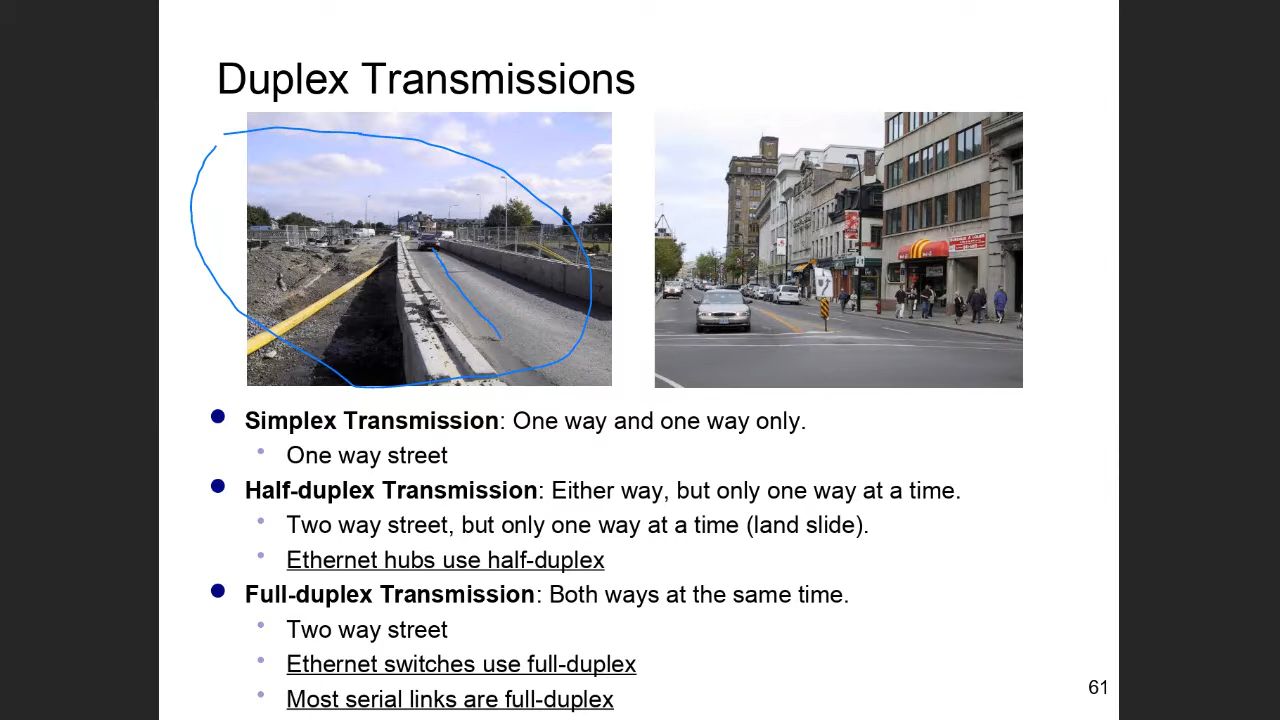 Duplex Transmissions
Simplex Transmission: One way and one way only.
One way street
Half-duplex Transmission: Either way, but only one way at a time.
Two way street, but only one way at a time (land slide).
Ethernet hubs use half-duplex
Full-duplex Transmission: Both ways at the same time.
Two way street
Ethernet switches use full-duplex
Most serial links are full-duplex
61